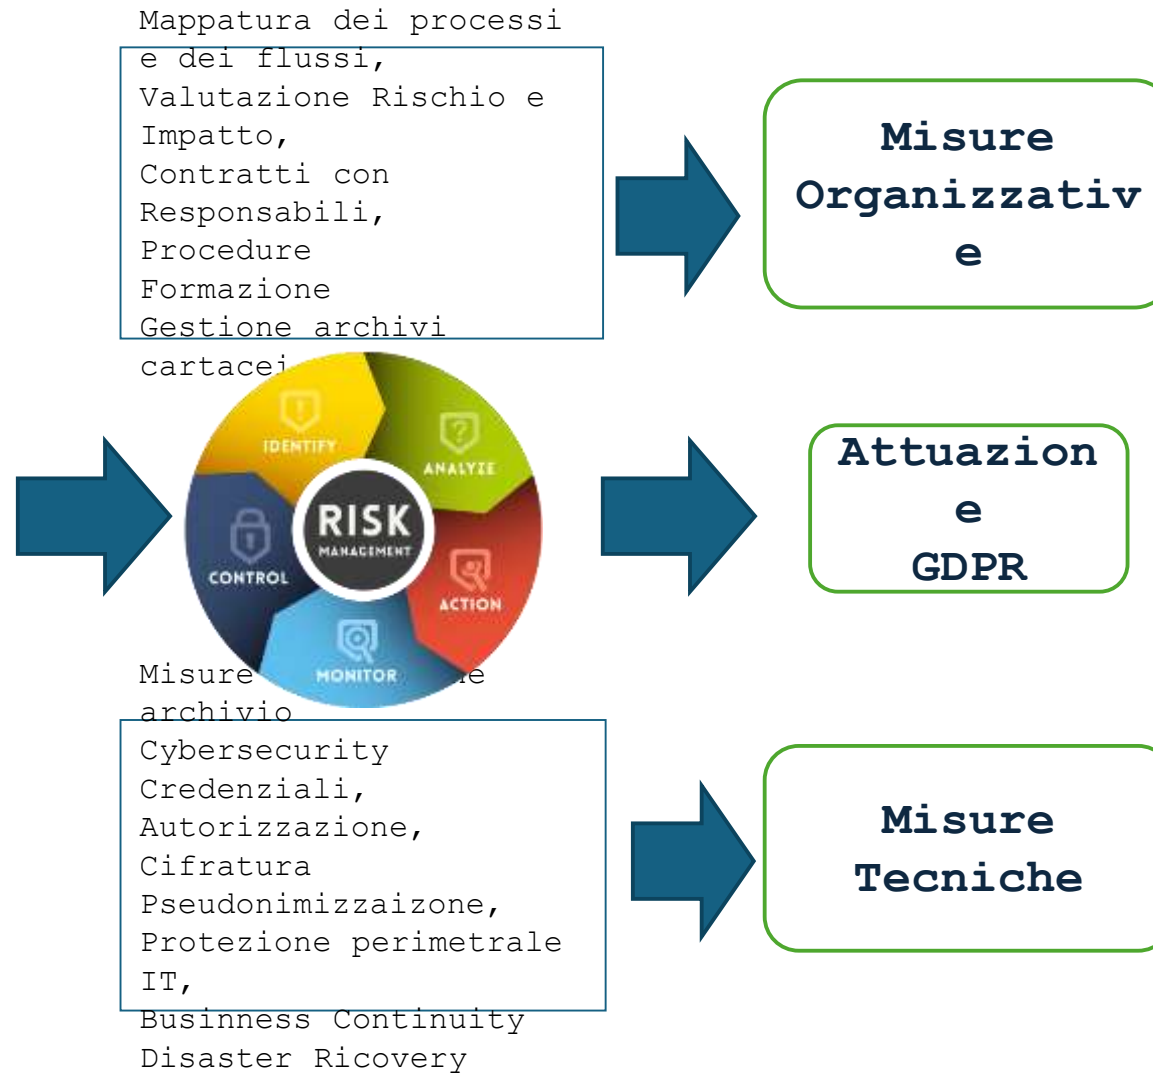 Mappatura dei processi
e dei flussi,
Valutazione Rischio e
Impatto,
Contratti con
Responsabili,
Procedure
Formazione
Gestione archivi
cartacei
Misure
Organizzativ
e
IDENTIFY
ANALYZE
RISK
MANAGEMENT
CONTROL
ACTION
MONITOR
Attuazion
e
GDPR
Misure
archivio
Cybersecurity
Credenziali,
Autorizzazione,
Cifratura
Pseudonimizzaizone,
Protezione perimetrale
IT,
Businness Continuity
Disaster Ricovery
Misure
Tecniche